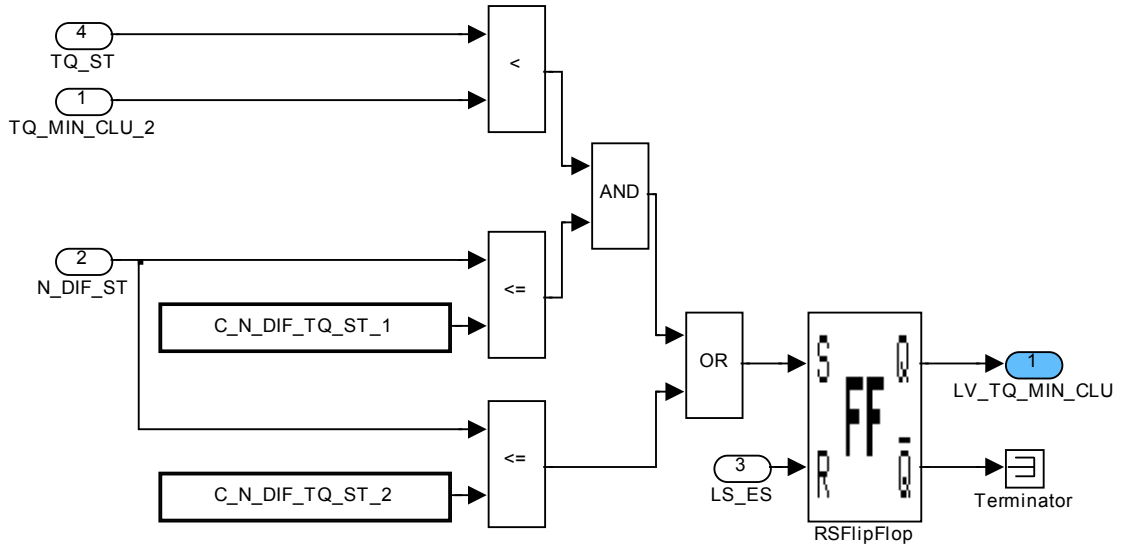 4
TQ_ST
<
1
TQ_MIN_CLU_2
AND
2
N_DIF_ST
<=
C_N_DIF_TQ_ST_1
OR
S Q
FF
R Q
1
LV_TQ_MIN_CLU
<=
C_N_DIF_TQ_ST_2
3
LS_ES
Terminator
RSFlipFlop